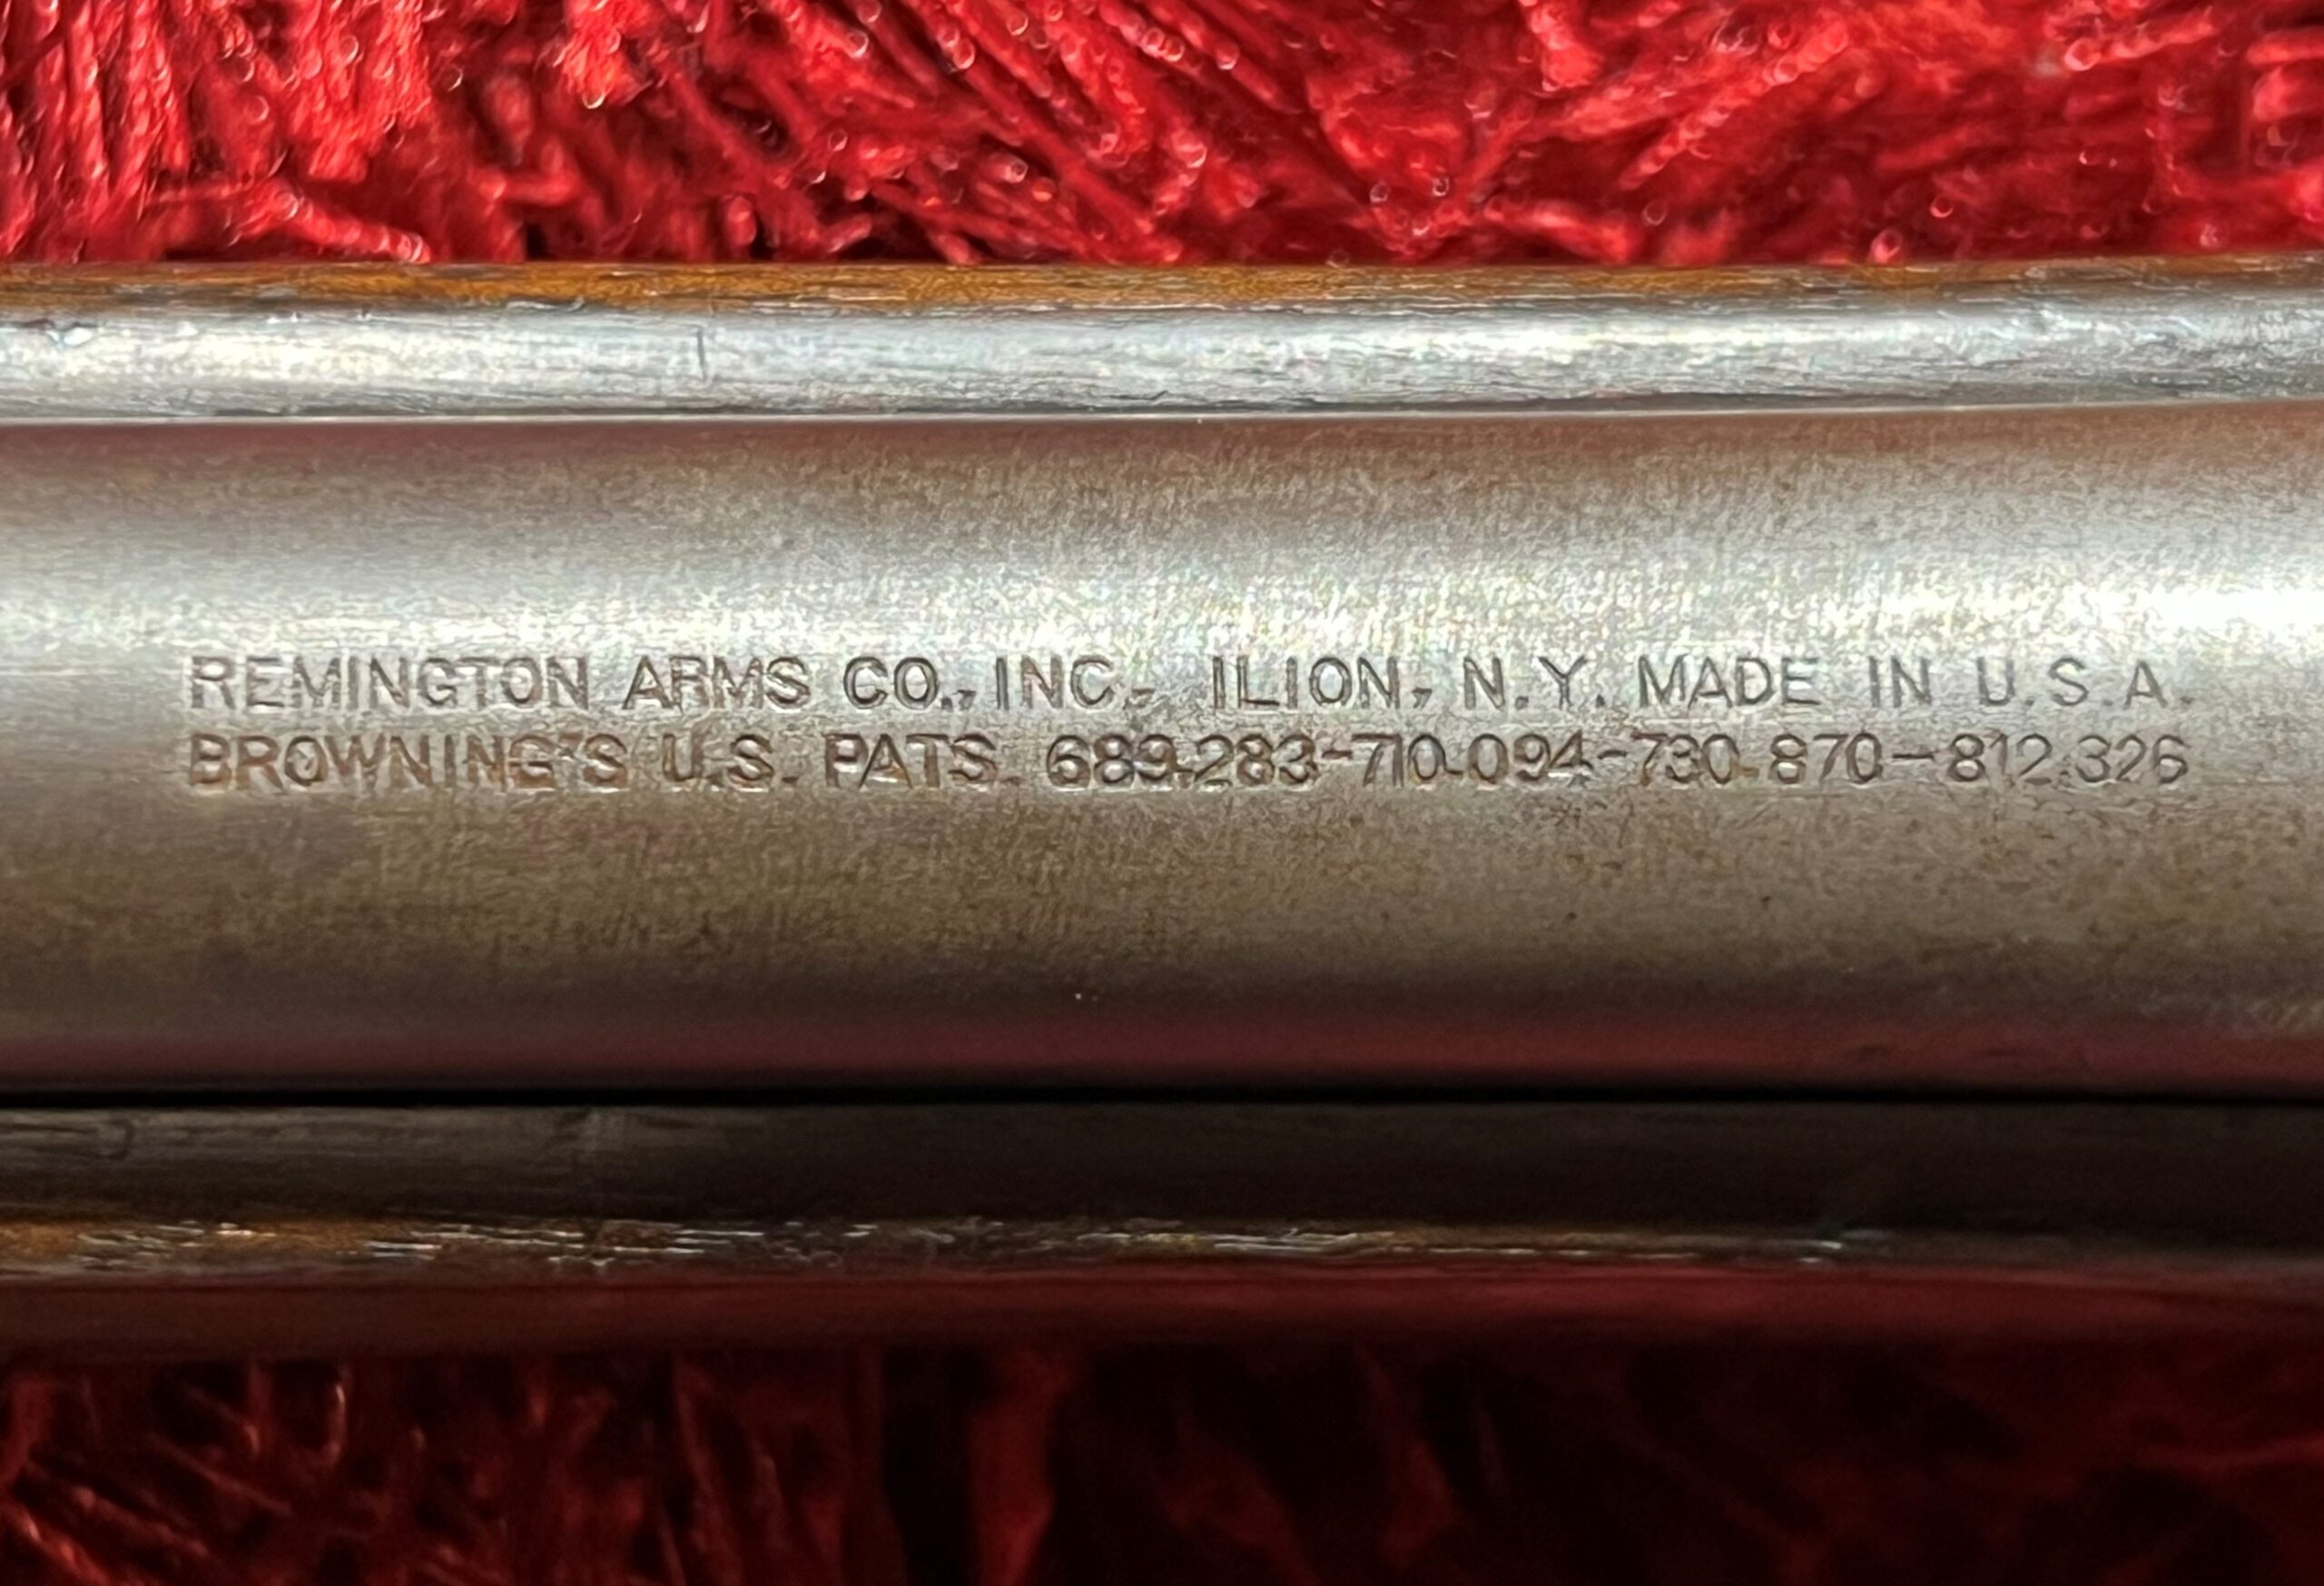 REMINGTON ARMS CO., INC., ILION, N.Y. MADE IN U.S.A.
BROWNING'S U.S. PATS. 689,283-710,094-730,870-812,326